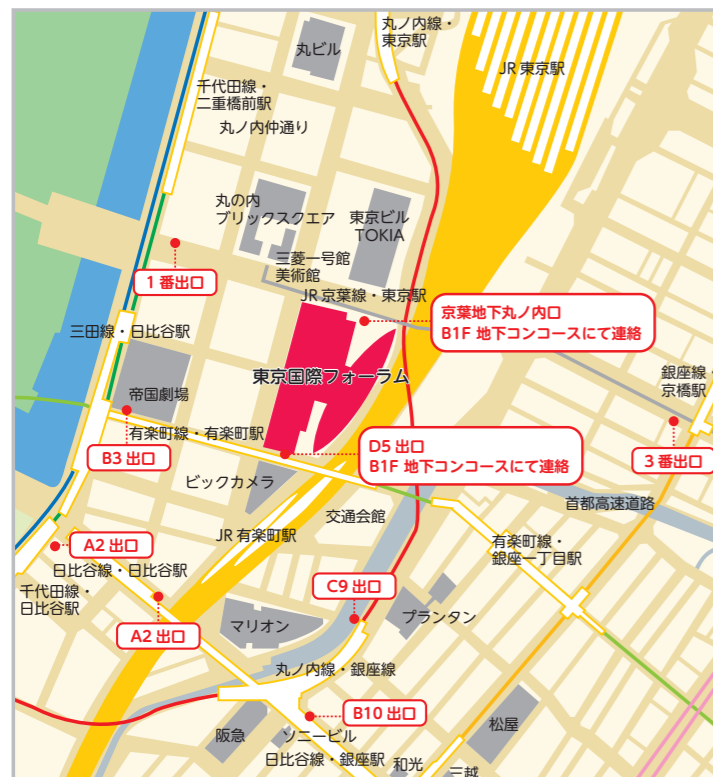 丸ノ内線・
東京駅
丸ビル
JR 東京駅
千代田線・
二重橋前駅
丸ノ内仲通り
丸の内
ブリックスクエア
東京ビル
TOKIA
三菱一号館
美術館
1 番出口
JR 京葉線・東京駅
京葉地下丸ノ内口
B1F 地下コンコースにて連絡
三田線・日比谷駅
東京国際フォーラム
銀座線・
京橋駅
帝国劇場
有楽町線・有楽町駅
D5 出口
B1F 地下コンコースにて連絡
B3 出口
3 番出口
ビックカメラ
首都高速道路
交通会館
JR 有楽町駅
有楽町線・
銀座一丁目駅
A2 出口
日比谷線・日比谷駅
千代田線・
日比谷駅
C9 出口
A2 出口
マリオン
プランタン
丸ノ内線・銀座線
B10 出口
阪急
ソニービル
松屋
日比谷線・銀座駅
和光
三越